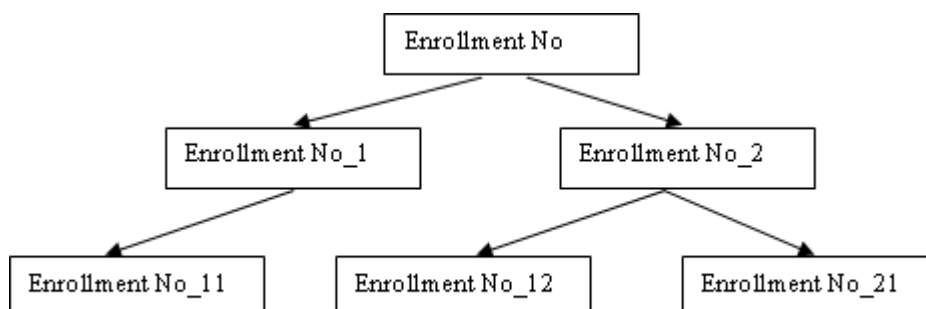 Enrollment No
Enrollment No_1
Enrollment No_2
Enrollment No_11
Enrollment No_12
Enrollment No_21